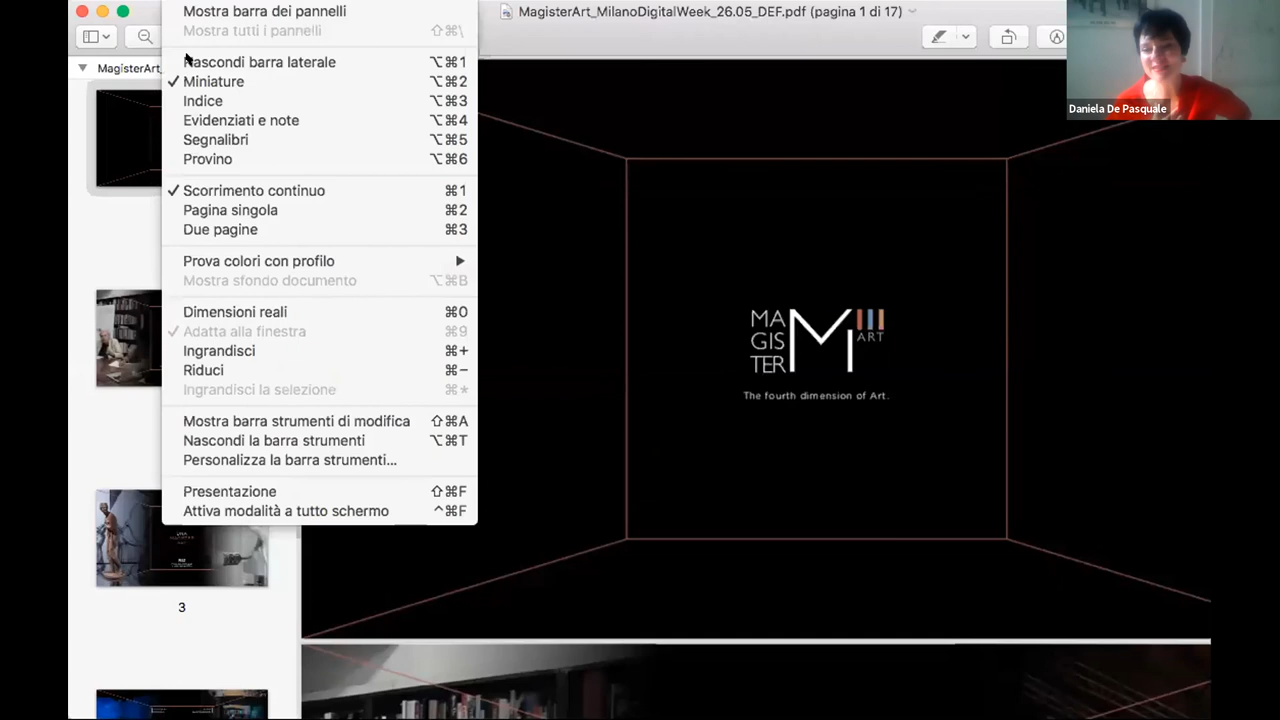 Mostra barra dei pannelli
Mostra tutti i pannelli ⇧⌘\
Nascondi barra laterale ⌥⌘1
✓ Miniature ⌥⌘2
Indice ⌥⌘3
Evidenziati e note ⌥⌘4
Segnalibri ⌥⌘5
Provino ⌥⌘6
✓ Scorrimento continuo ⌘1
Pagina singola ⌘2
Due pagine ⌘3
Prova colori con profilo ▶
Mostra sfondo documento ⌥⌘B
Dimensioni reali ⌘0
✓ Adatta alla finestra ⌘9
Ingrandisci ⌘+
Riduci ⌘−
Ingrandisci la selezione ⌘*
Mostra barra strumenti di modifica ⇧⌘A
Nascondi la barra strumenti ⌥⌘T
Personalizza la barra strumenti...
Presentazione ⇧⌘F
Attiva modalità a tutto schermo ^⌘F
MagisterArt_MilanoDigitalWeek_26.05_DEF.pdf (pagina 1 di 17)
MagisterArt_
3
Daniela De Pasquale
MA
GIS
TER
M
ART
The fourth dimension of Art.